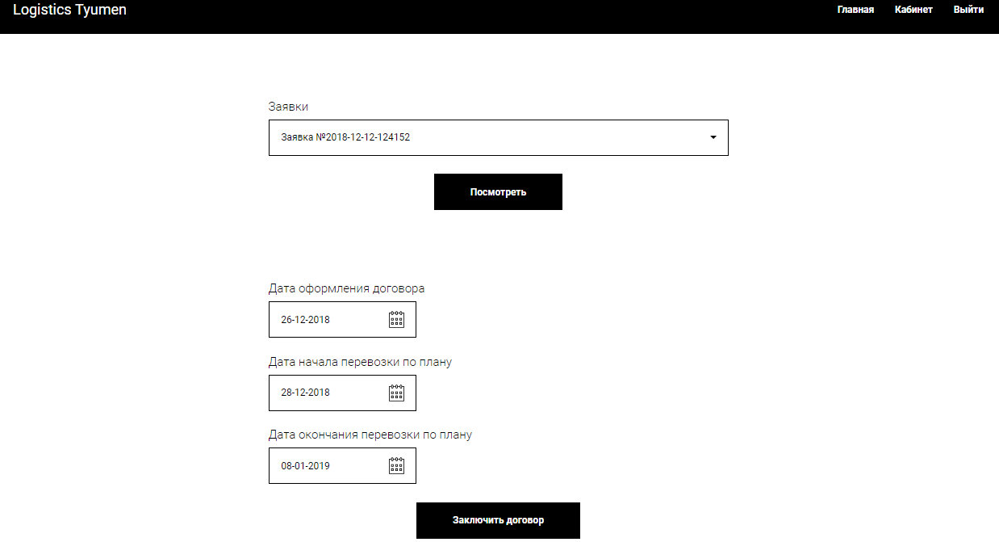 Logistics Tyumen
Главная Кабинет Выйти
Заявки
Заявка №2018-12-12-124152
Посмотреть
Дата оформления договора
26-12-2018
Дата начала перевозки по плану
28-12-2018
Дата окончания перевозки по плану
08-01-2019
Заключить договор